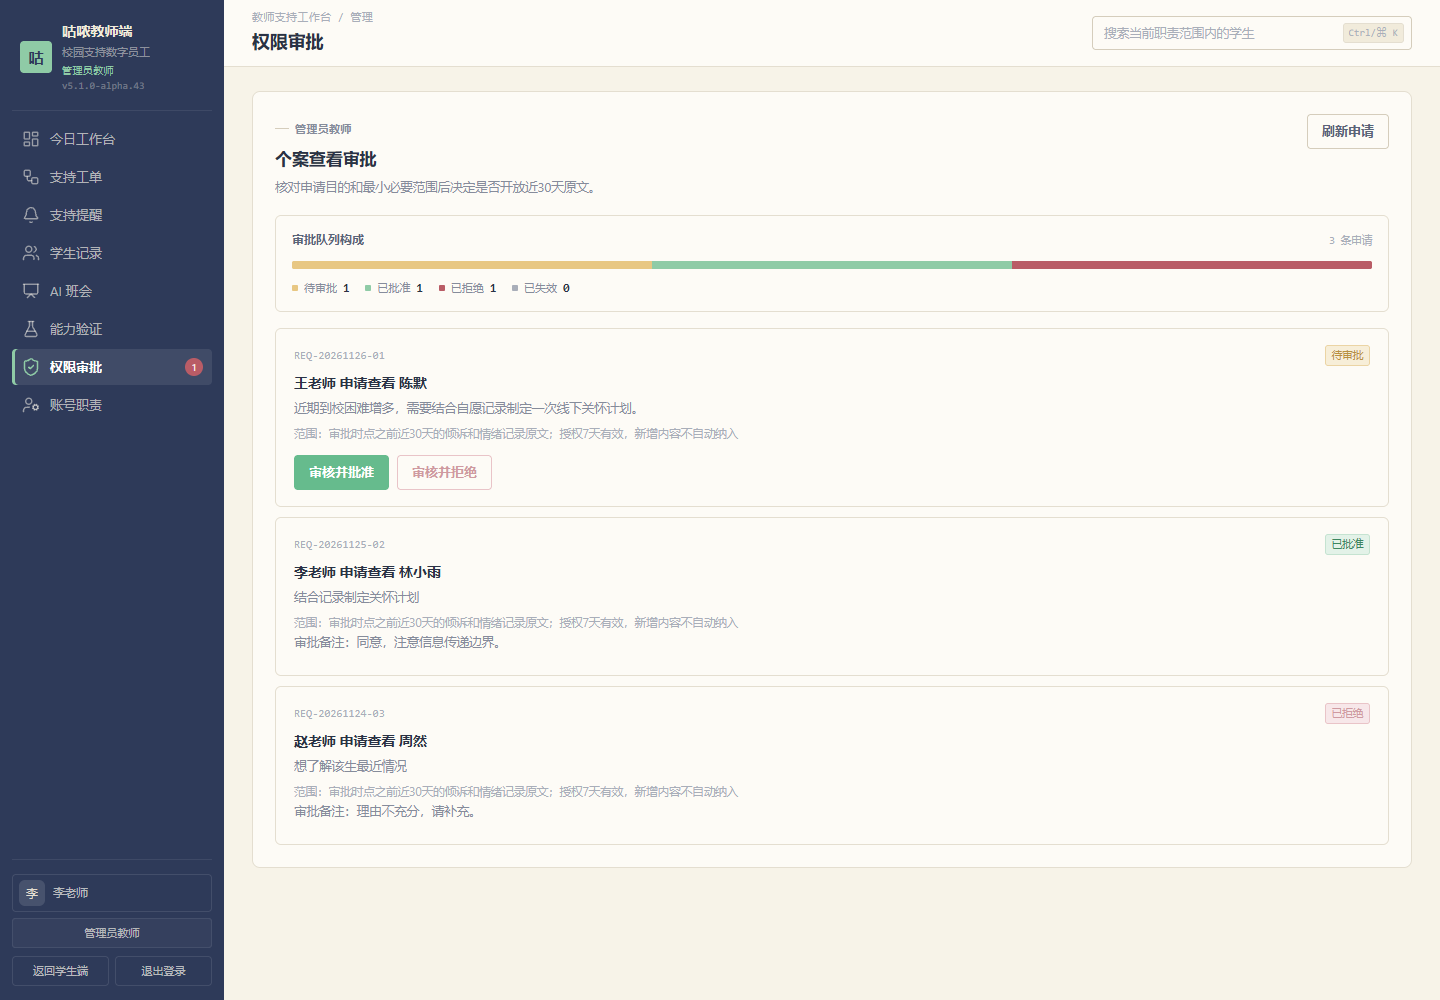 咕
咕哝教师端
校园支持数字员工
管理员教师
v5.1.0-alpha.43
今日工作台
支持工单
支持提醒
学生记录
AI 班会
能力验证
权限审批 1
账号职责
李 李老师
管理员教师
返回学生端 退出登录
教师支持工作台 / 管理
权限审批
搜索当前职责范围内的学生 Ctrl/⌘ K
管理员教师
刷新申请
个案查看审批
核对申请目的和最小必要范围后决定是否开放近30天原文。
审批队列构成 3 条申请
待审批 1 已批准 1 已拒绝 1 已失效 0
REQ-20261126-01 待审批
王老师 申请查看 陈默
近期到校困难增多，需要结合自愿记录制定一次线下关怀计划。
范围：审批时点之前近30天的倾诉和情绪记录原文；授权7天有效，新增内容不自动纳入
审核并批准 审核并拒绝
REQ-20261125-02 已批准
李老师 申请查看 林小雨
结合记录制定关怀计划
范围：审批时点之前近30天的倾诉和情绪记录原文；授权7天有效，新增内容不自动纳入
审批备注：同意，注意信息传递边界。
REQ-20261124-03 已拒绝
赵老师 申请查看 周然
想了解该生最近情况
范围：审批时点之前近30天的倾诉和情绪记录原文；授权7天有效，新增内容不自动纳入
审批备注：理由不充分，请补充。